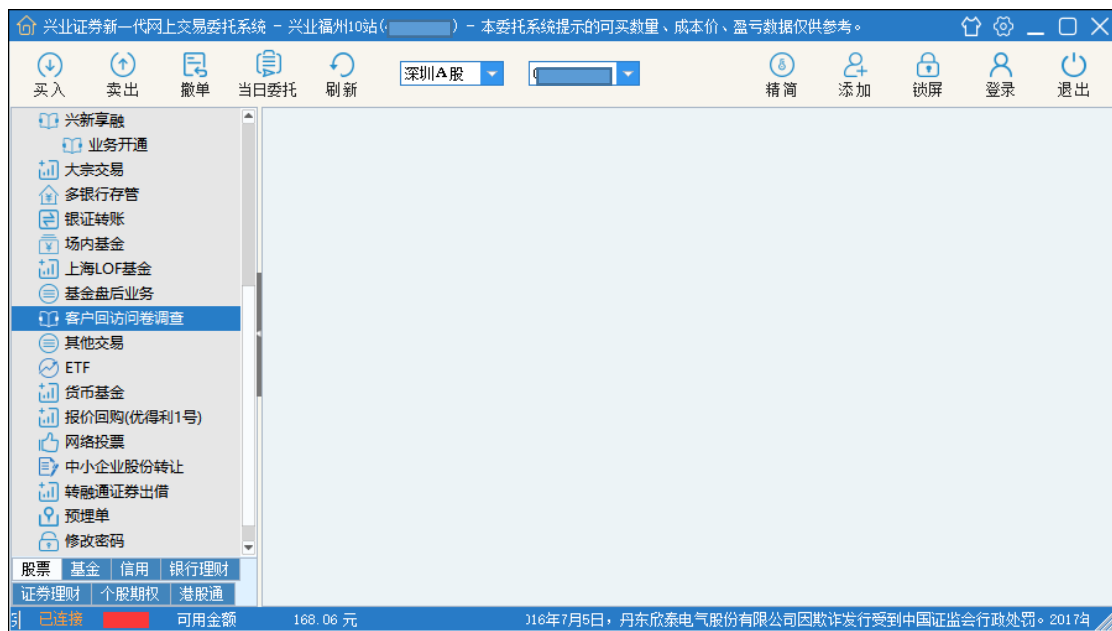 兴业证券新一代网上交易委托系统 - 兴业福州10站( ) - 本委托系统提示的可买数量、成本价、盈亏数据仅供参考。
买入 卖出 撤单 当日委托 刷新 深圳A股 精简 添加 锁屏 登录 退出
兴新享融
业务开通
大宗交易
多银行存管
银证转账
场内基金
上海LOF基金
基金盘后业务
客户回访问卷调查
其他交易
ETF
货币基金
报价回购(优得利1号)
网络投票
中小企业股份转让
转融通证券出借
预埋单
修改密码
股票 基金 信用 银行理财
证券理财 个股期权 港股通
已连接 可用金额 168.06 元 16年7月5日，丹东欣泰电气股份有限公司因欺诈发行受到中国证监会行政处罚。2017年